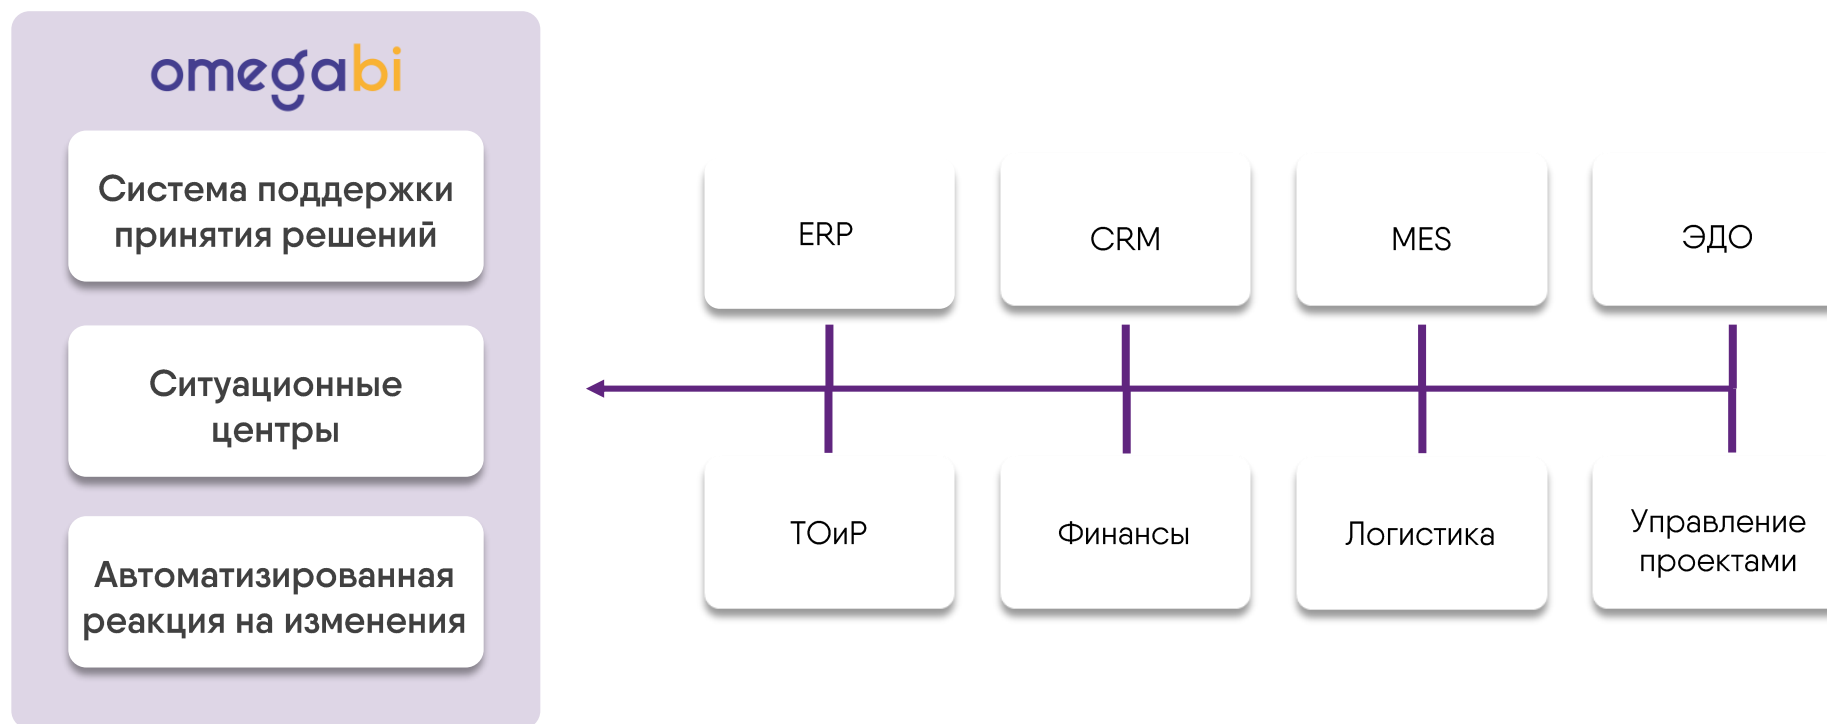 omegabi
Система поддержки
принятия решений
Ситуационные
центры
Автоматизированная
реакция на изменения
ERP
CRM
MES
ЭДО
ТОиР
Финансы
Логистика
Управление
проектами